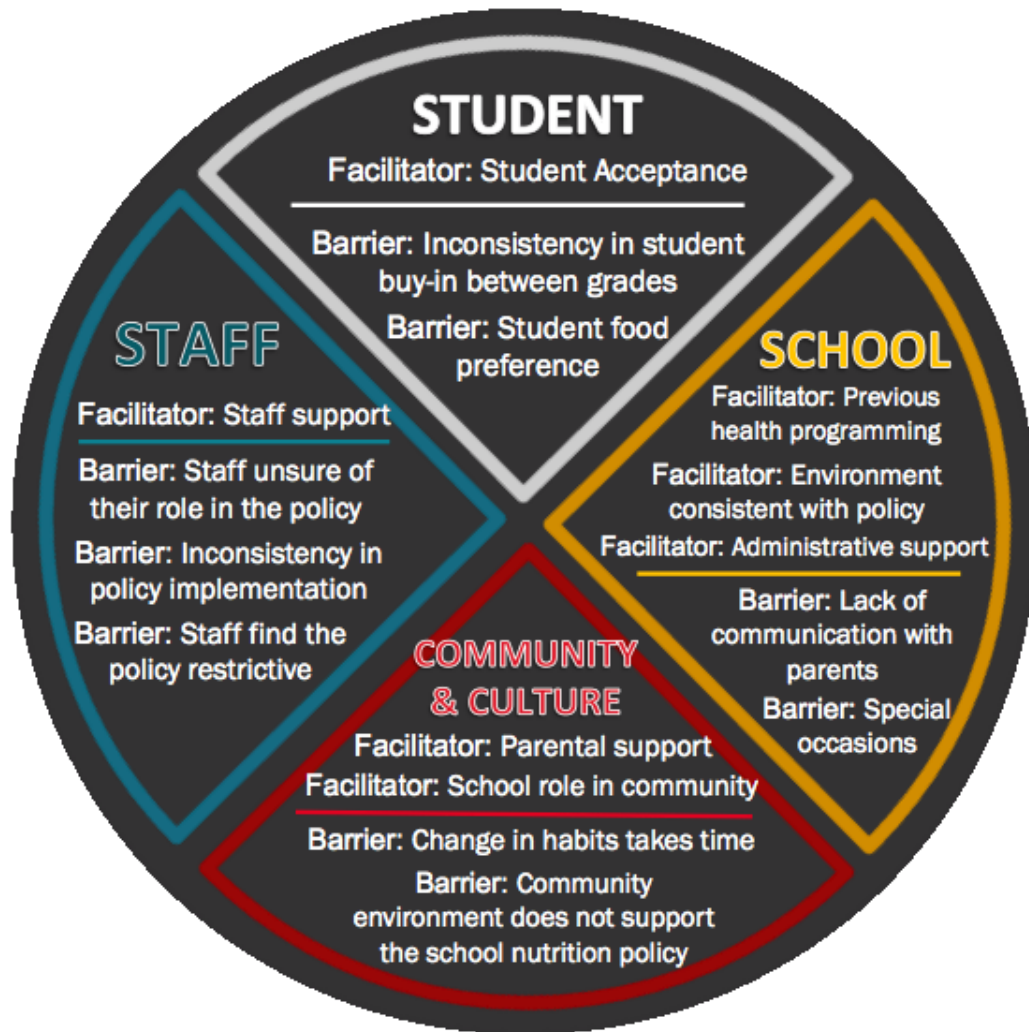 STUDENT
Facilitator: Student Acceptance
Barrier: Inconsistency in student
buy-in between grades
Barrier: Student food
preference
STAFF
Facilitator: Staff support
Barrier: Staff unsure of
their role in the policy
Barrier: Inconsistency in
policy implementation
Barrier: Staff find the
policy restrictive
SCHOOL
Facilitator: Previous
health programming
Facilitator: Environment
consistent with policy
Facilitator: Administrative support
Barrier: Lack of
communication with
parents
Barrier: Special
occasions
COMMUNITY
& CULTURE
Facilitator: Parental support
Facilitator: School role in community
Barrier: Change in habits takes time
Barrier: Community
environment does not support
the school nutrition policy